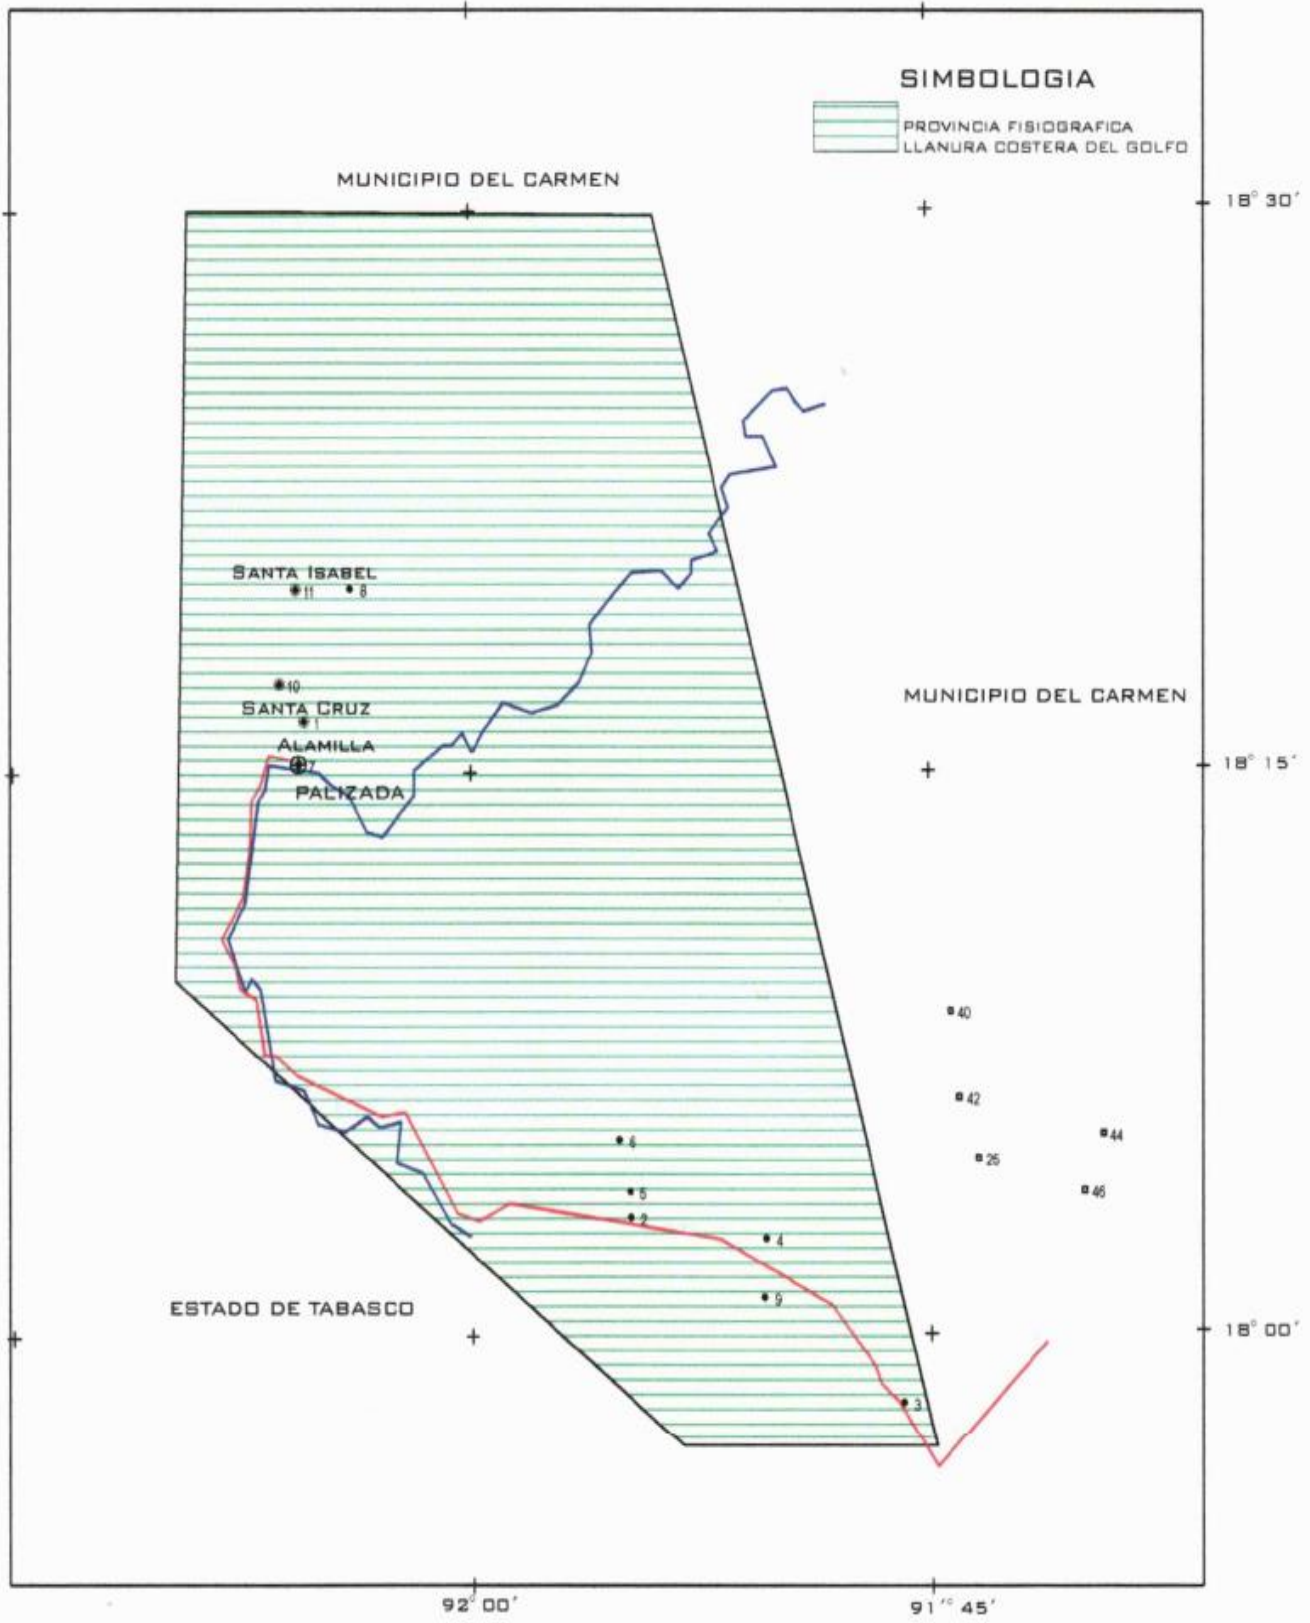 SIMBOLOGIA
PROVINCIA FISIOGRAFICA
LLANURA COSTERA DEL GOLFO
MUNICIPIO DEL CARMEN
18° 30'
SANTA ISABEL
11
8
10
MUNICIPIO DEL CARMEN
SANTA CRUZ
1
ALAMILLA
7
18° 15'
PALIZADA
40
42
44
6
25
5
46
2
4
9
ESTADO DE TABASCO
18° 00'
3
92° 00'
91° 45'